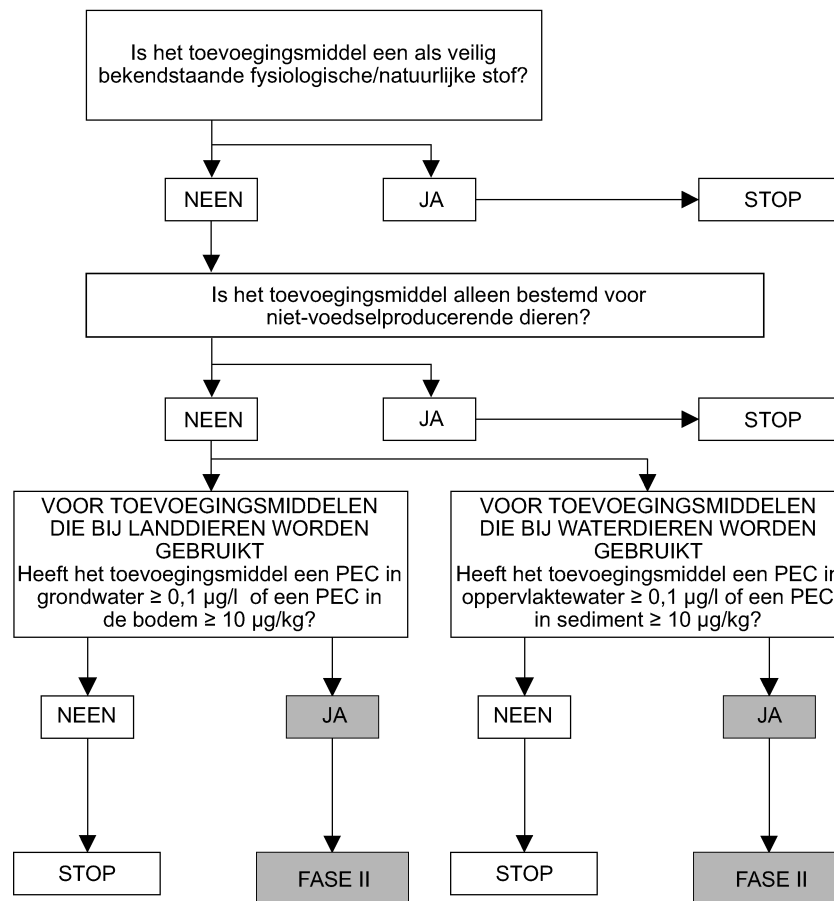 Is het toevoegingsmiddel een als veilig
bekendstaande fysiologische/natuurlijke stof?
NEEN
JA
STOP
Is het toevoegingsmiddel alleen bestemd voor
niet-voedselproducerende dieren?
NEEN
JA
STOP
VOOR TOEVOEGINGSMIDDELEN
DIE BIJ LANDDIEREN WORDEN
GEBRUIKT
Heeft het toevoegingsmiddel een PEC in
grondwater ≥ 0,1 µg/l of een PEC in
de bodem ≥ 10 µg/kg?
VOOR TOEVOEGINGSMIDDELEN
DIE BIJ WATERDIEREN WORDEN
GEBRUIKT
Heeft het toevoegingsmiddel een PEC in
oppervlaktewater ≥ 0,1 µg/l of een PEC
in sediment ≥ 10 µg/kg?
NEEN
JA
NEEN
JA
STOP
FASE II
STOP
FASE II